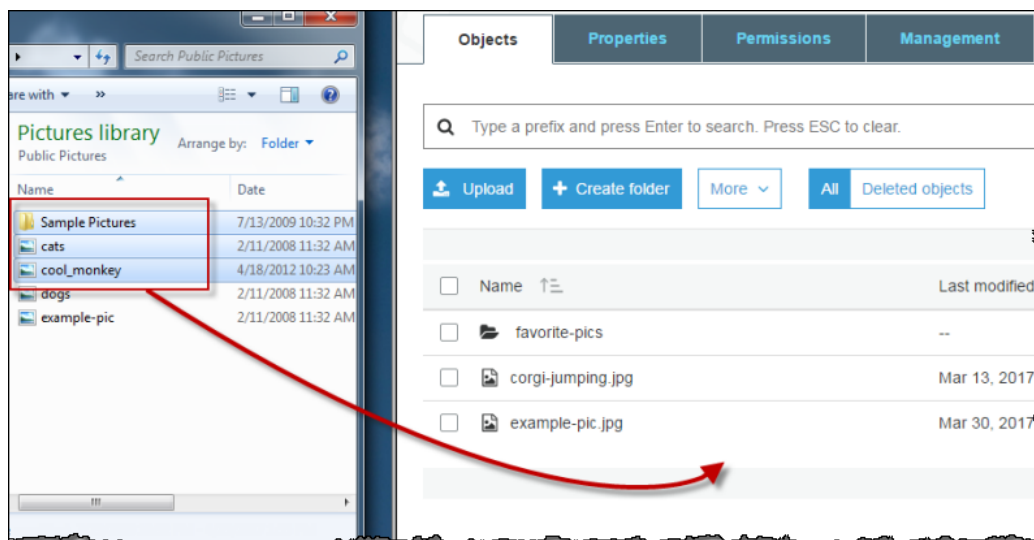 Search Public Pictures
are with »
Pictures library
Public Pictures
Arrange by: Folder
Name Date
Sample Pictures 7/13/2009 10:32 PM
cats 2/11/2008 11:32 AM
cool_monkey 4/18/2012 10:23 AM
dogs 2/11/2008 11:32 AM
example-pic 2/11/2008 11:32 AM
Objects Properties Permissions Management
Type a prefix and press Enter to search. Press ESC to clear.
Upload + Create folder More All Deleted objects
Name Last modified
favorite-pics --
corgi-jumping.jpg Mar 13, 2017
example-pic.jpg Mar 30, 2017